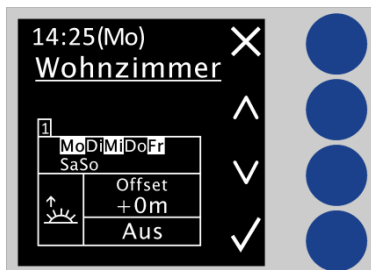 14:25(Mo)
Wohnzimmer
1
MoDiMiDoFr
SaSo
Offset
+0m
Aus